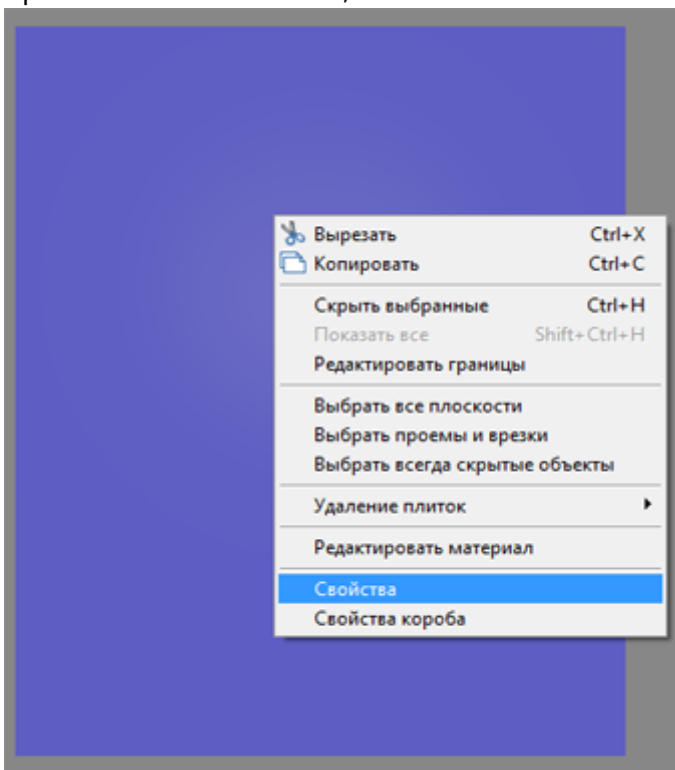 Вырезать Ctrl+X
Копировать Ctrl+C
Скрыть выбранные Ctrl+H
Показать все Shift+Ctrl+H
Редактировать границы
Выбрать все плоскости
Выбрать проемы и врезки
Выбрать всегда скрытые объекты
Удаление плиток
Редактировать материал
Свойства
Свойства короба